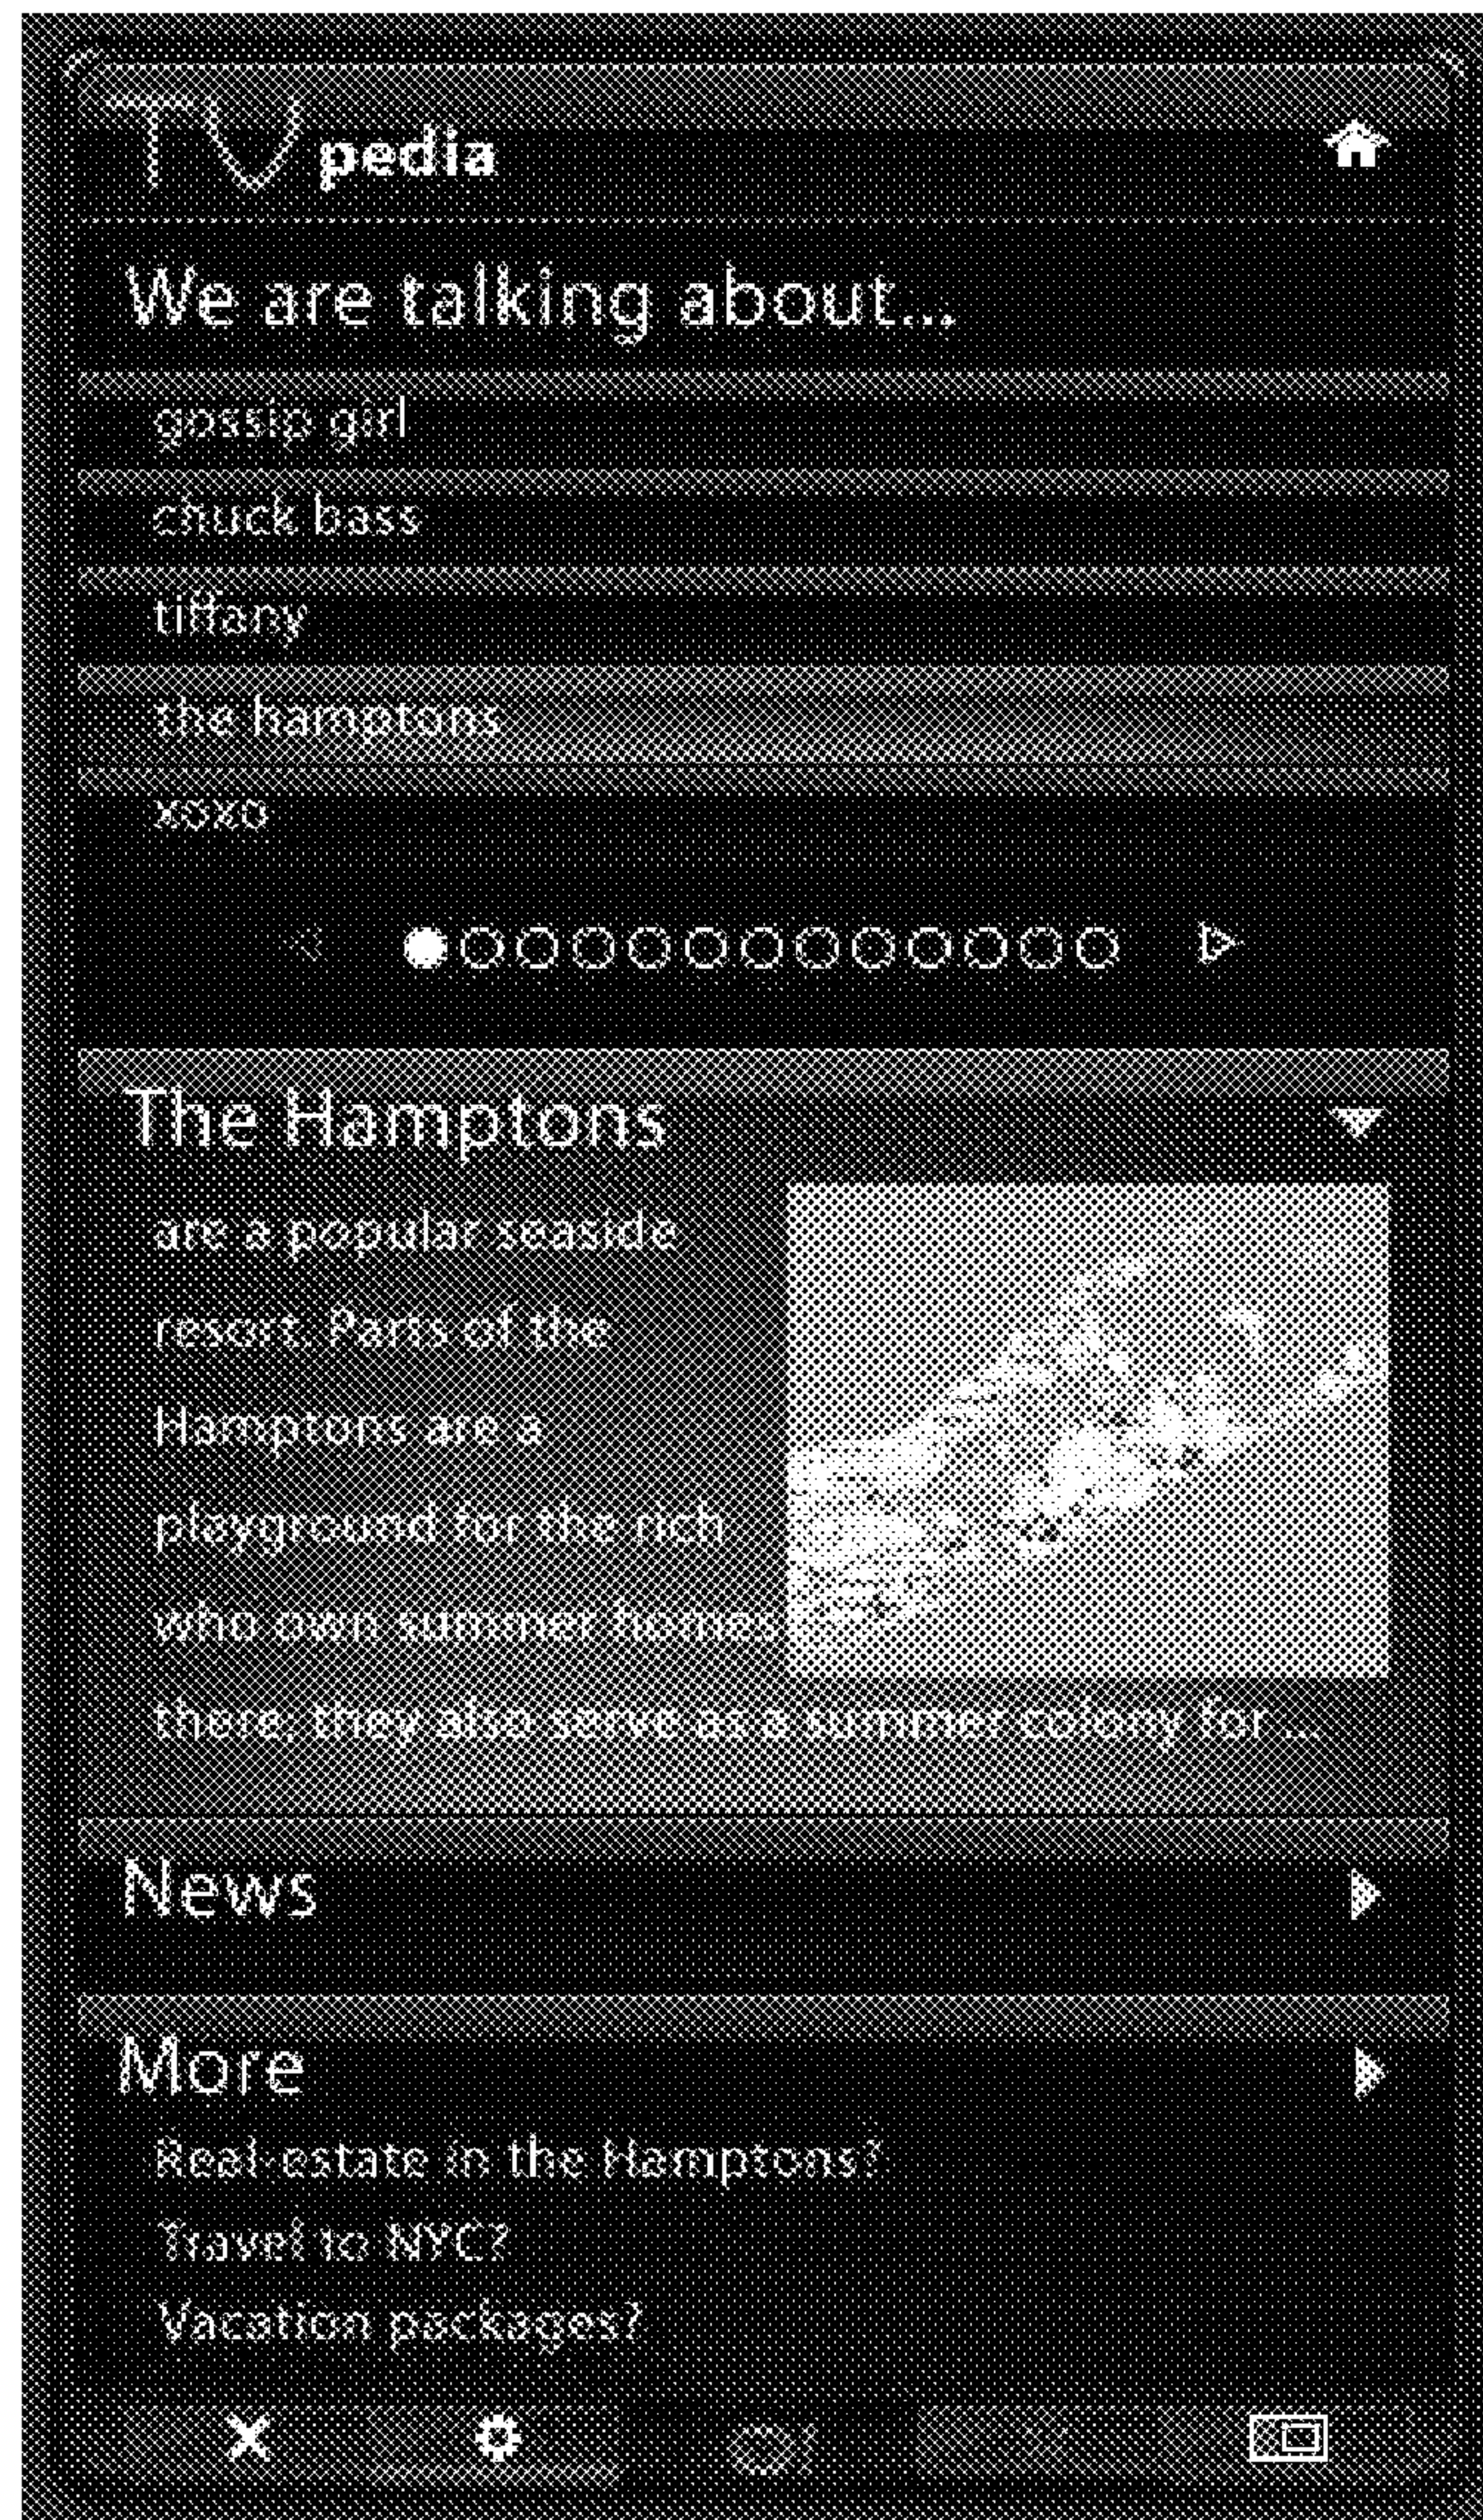 TV pedia
We are talking about...
gossip girl
chuck bass
tiffany
the hamptons
xoxo
The Hamptons
are a popular seaside
resort. Parts of the
Hamptons are a
playground for the rich
who own summer homes
there; they also serve as a summer colony for ...
News
More
Real-estate in the Hamptons?
Travel to NYC?
Vacation packages?